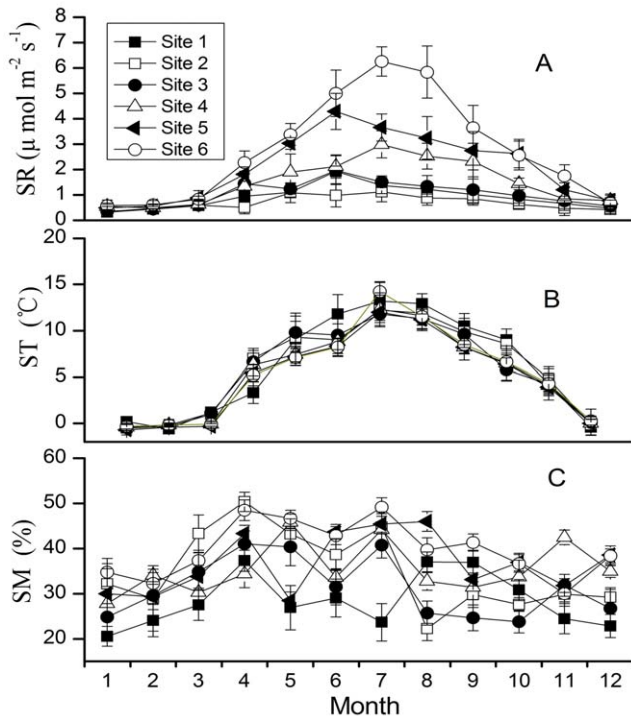 8
7
6
5
4
3
2
1
0
SR (μ mol m⁻² s⁻¹)
Site 1
Site 2
Site 3
Site 4
Site 5
Site 6
A
20
15
10
5
0
ST (℃)
B
60
50
40
30
20
SM (%)
C
1 2 3 4 5 6 7 8 9 10 11 12
Month